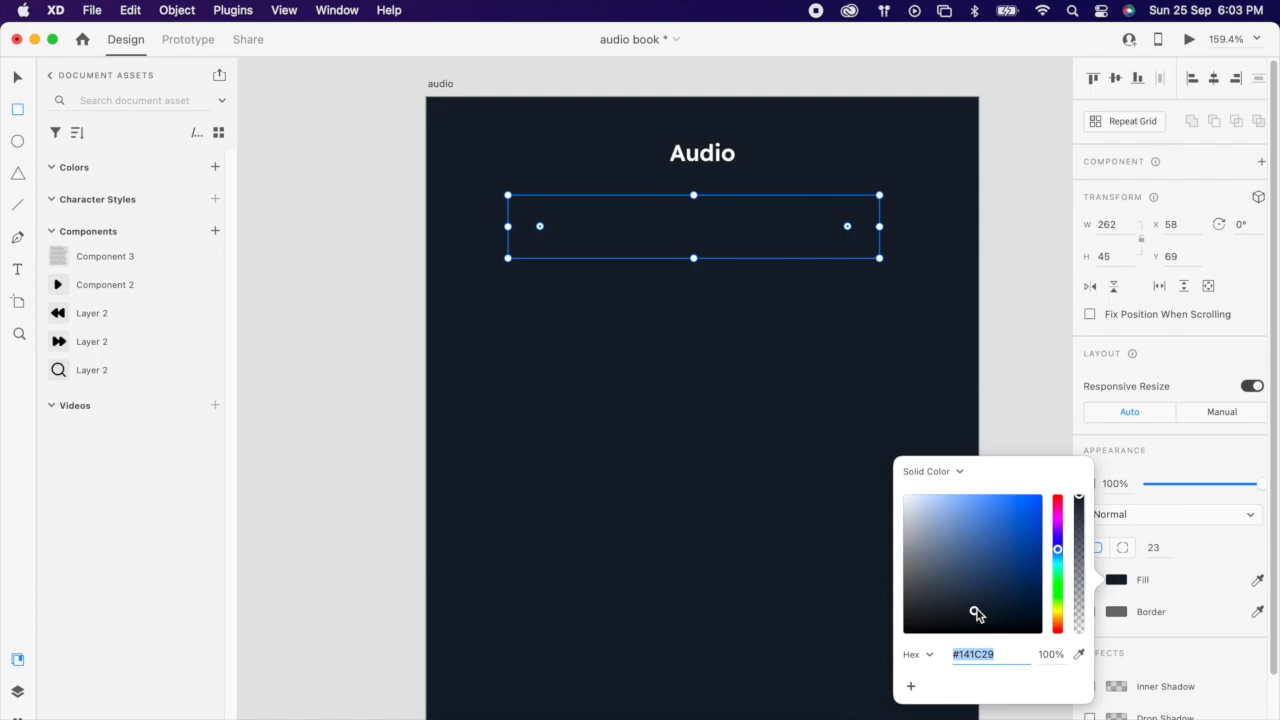 XD File Edit Object Plugins View Window Help Sun 25 Sep 6:03 PM
Design Prototype Share audio book * 159.4%
DOCUMENT ASSETS
Search document asset
Colors
Character Styles
Components
Component 3
Component 2
Layer 2
Layer 2
Layer 2
Videos
audio
Audio
Repeat Grid
COMPONENT
TRANSFORM
W 262 X 58 0°
H 45 Y 69
Fix Position When Scrolling
LAYOUT
Responsive Resize
Auto Manual
APPEARANCE
100%
Normal
23
Fill
Border
FFECTS
Inner Shadow
Drop Shadow
Solid Color
Hex #141C29 100%